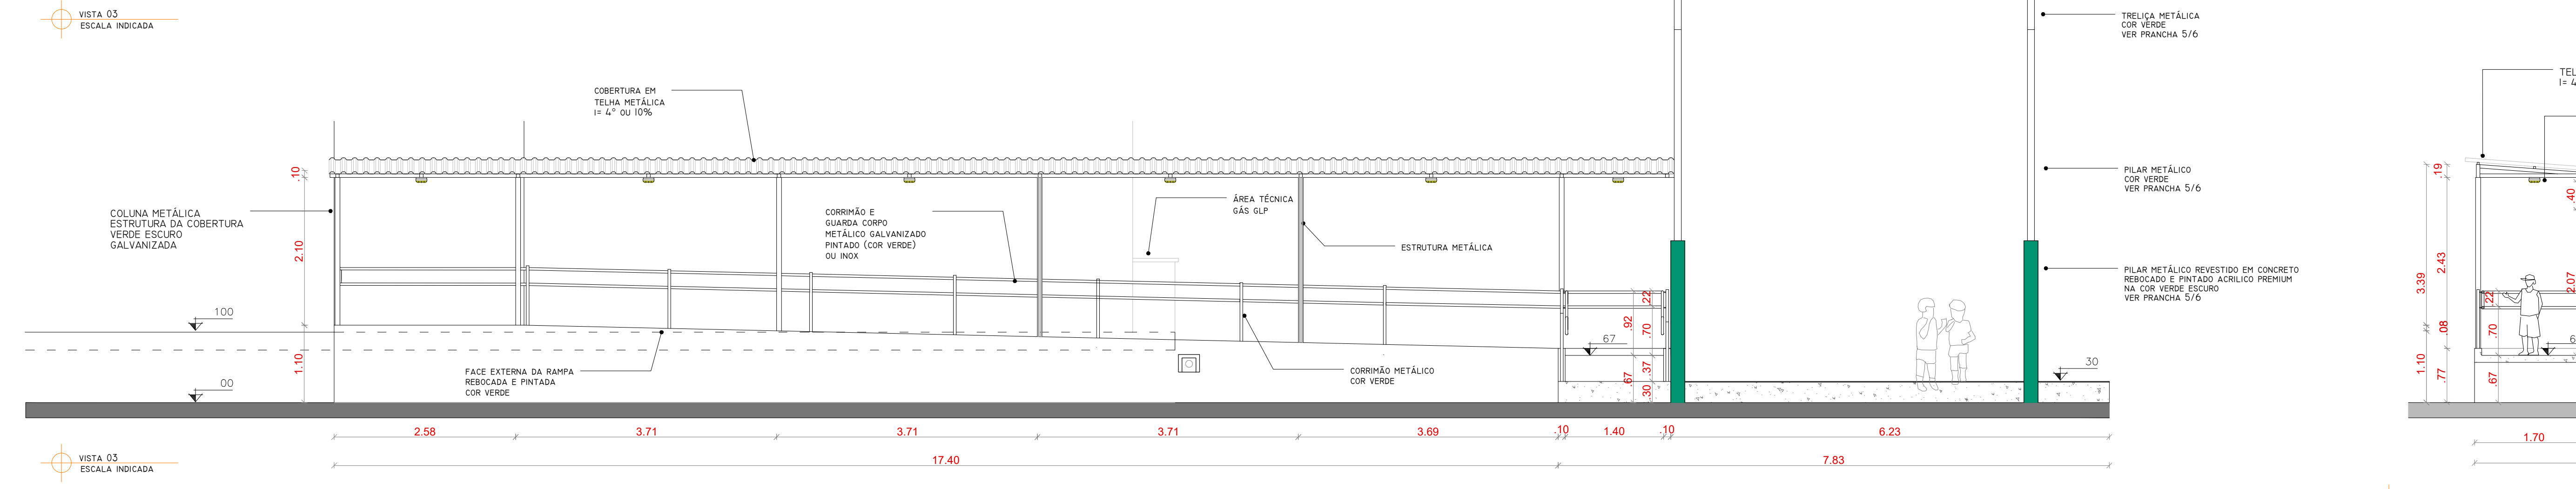 VISTA 03
ESCALA INDICADA
TRELIÇA METÁLICA
COR VERDE
VER PRANCHA 5/6
COBERTURA EM
TELHA METÁLICA
I= 4° OU 10%
I= 4
.10
2.10
1.10
COLUNA METÁLICA
ESTRUTURA DA COBERTURA
VERDE ESCURO
GALVANIZADA
CORRIMÃO E
GUARDA CORPO
METÁLICO GALVANIZADO
PINTADO (COR VERDE)
OU INOX
ÁREA TÉCNICA
GÁS GLP
ESTRUTURA METÁLICA
PILAR METÁLICO
COR VERDE
VER PRANCHA 5/6
PILAR METÁLICO REVESTIDO EM CONCRETO
REBOCADO E PINTADO ACRILICO PREMIUM
NA COR VERDE ESCURO
VER PRANCHA 5/6
100
00
FACE EXTERNA DA RAMPA
REBOCADA E PINTADA
COR VERDE
CORRIMÃO METÁLICO
COR VERDE
.92
.67
.22
.70
.37
.30
67
30
.19
2.43
3.39
.08
1.10
.77
.40
2.07
.22
.70
.67
6
2.58
3.71
3.71
3.71
3.69
.10
1.40
.10
6.23
1.70
17.40
7.83
VISTA 03
ESCALA INDICADA